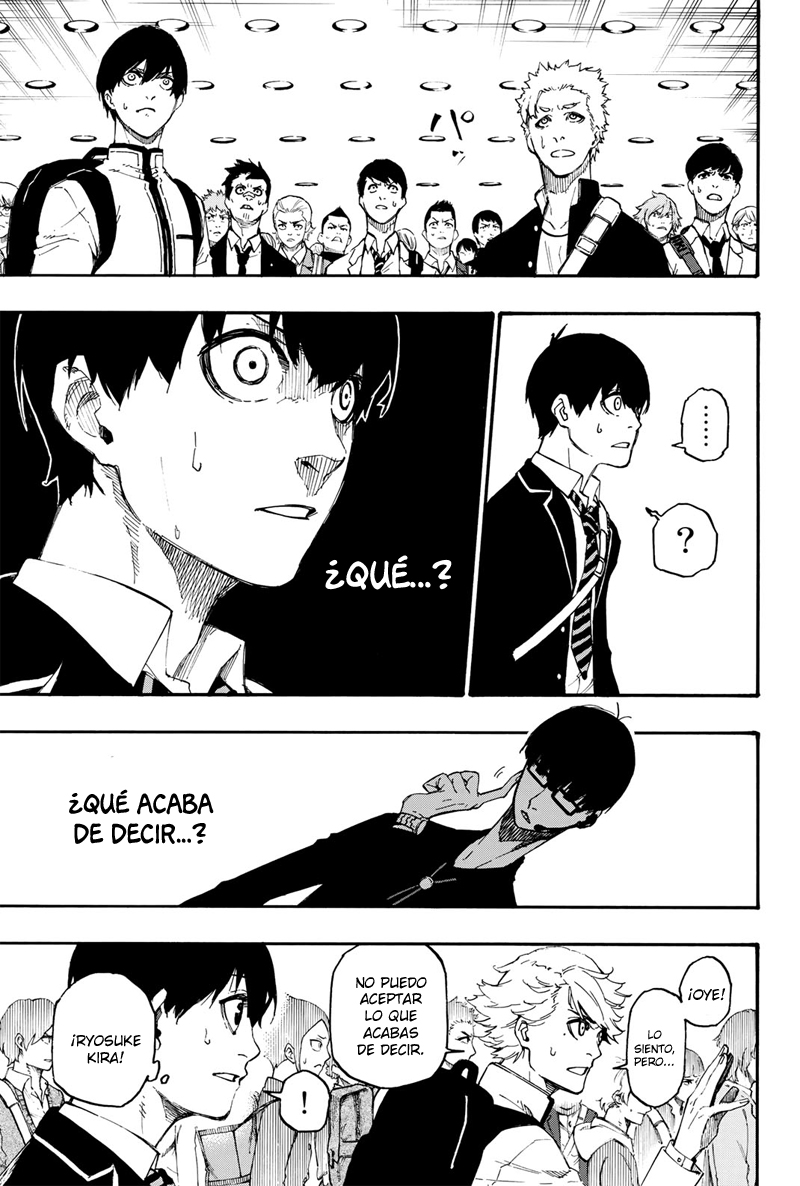 パッ
……
?
¿QUÉ...?
¿QUÉ ACABA
DE DECIR...?
¡OYE!
LO
SIENTO,
PERO...
NO PUEDO
ACEPTAR
LO QUE
ACABAS
DE DECIR.
¡RYOSUKE
KIRA!
!